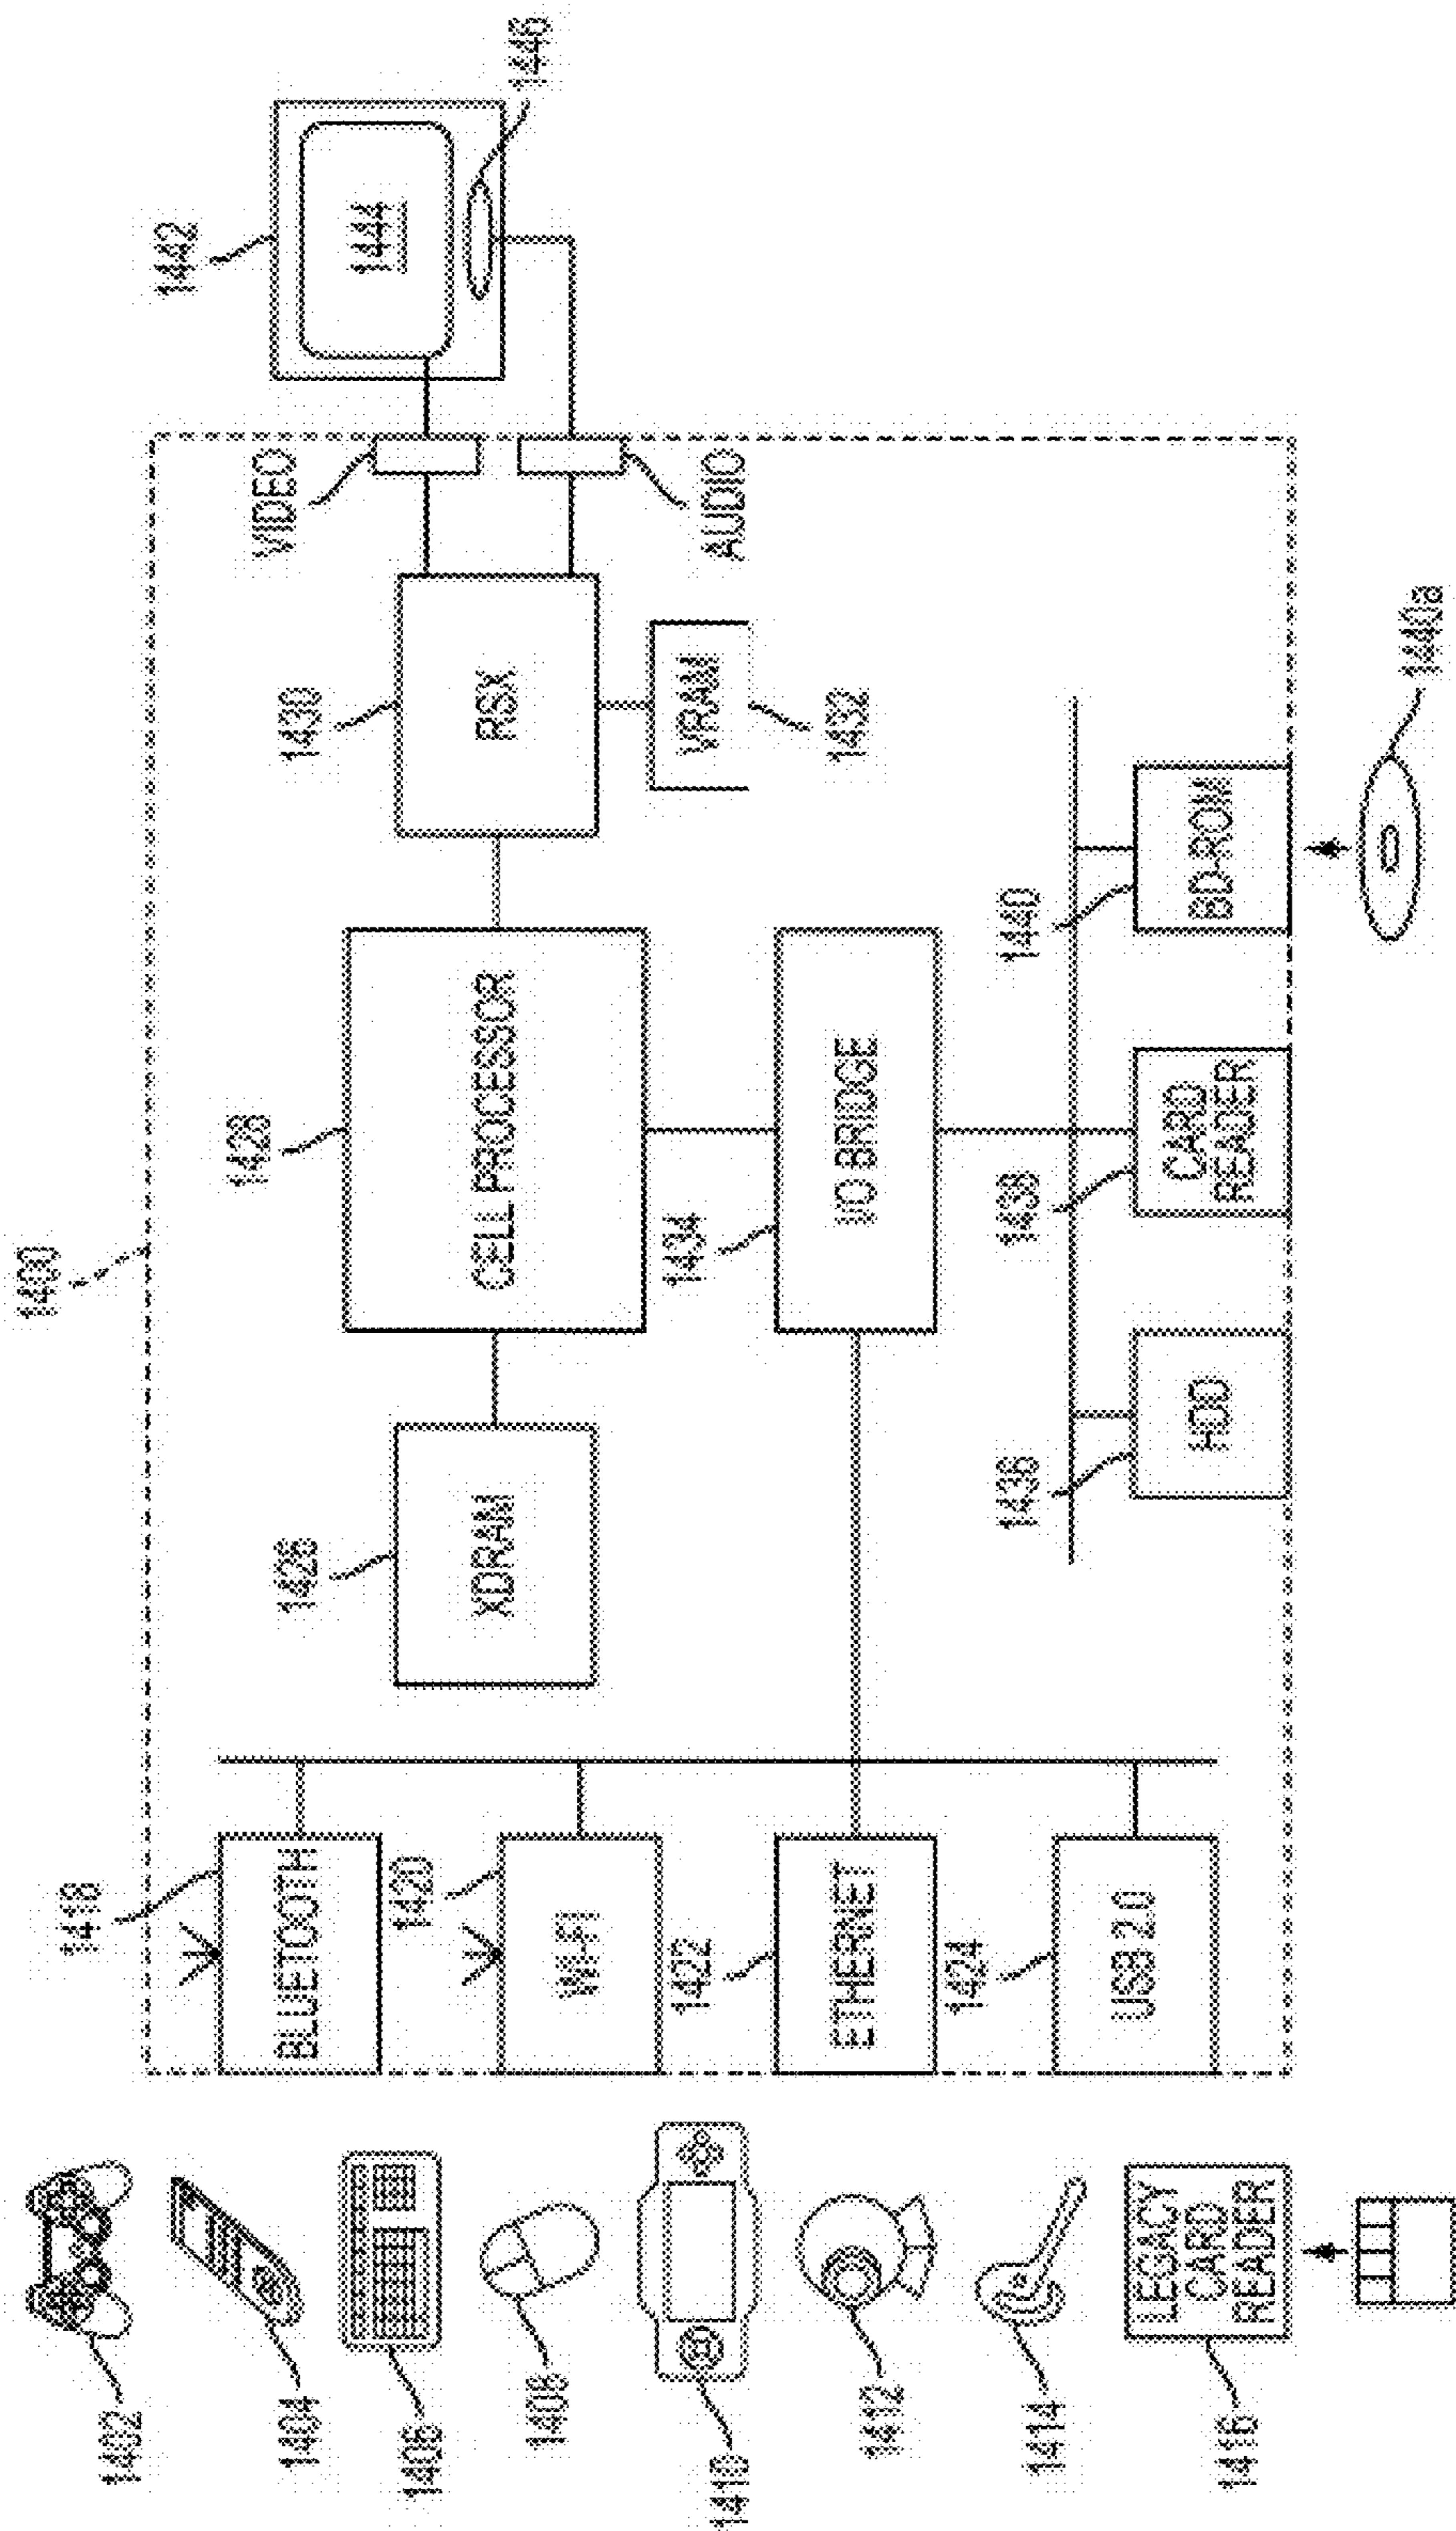 1400
1402
1404
1406
1408
1410
1412
1414
LEGACY
CARD
READER
1416
1418
BLUETOOTH
1420
WI-FI
1422
ETHERNET
1424
USB 2.0
1426
XDRAM
1428
CELL PROCESSOR
1430
RSX
VRAM
1432
1434
I/O BRIDGE
1436
HDD
1438
CARD
READER
1440
BD-ROM
1440a
VIDEO
AUDIO
1442
1444
1446